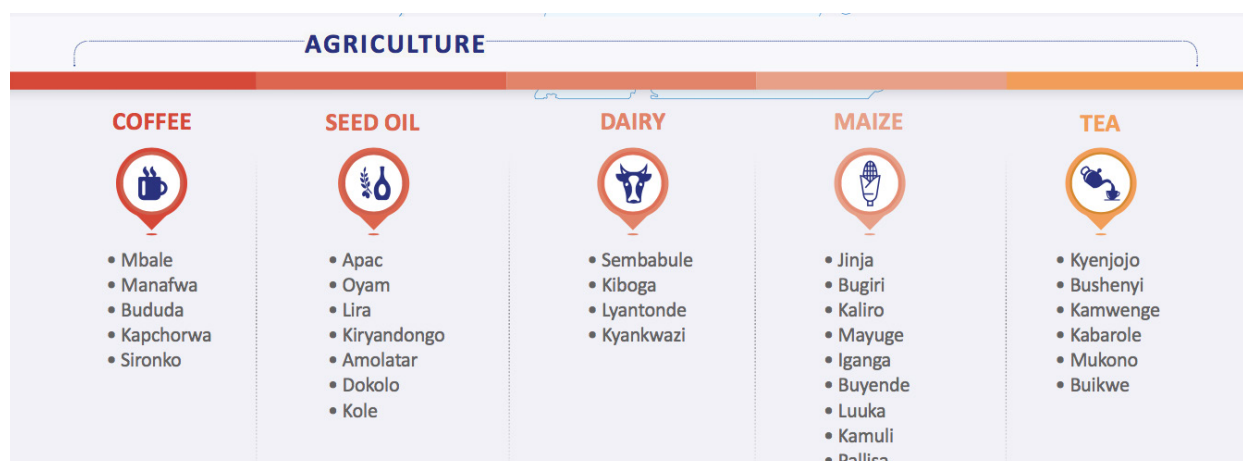 AGRICULTURE
COFFEE
• Mbale
• Manafwa
• Bududa
• Kapchorwa
• Sironko
SEED OIL
• Apac
• Oyam
• Lira
• Kiryandongo
• Amolatar
• Dokolo
• Kole
DAIRY
• Sembabule
• Kiboga
• Lyantonde
• Kyankwazi
MAIZE
• Jinja
• Bugiri
• Kaliro
• Mayuge
• Iganga
• Buyende
• Luuka
• Kamuli
• Pallisa
TEA
• Kyenjojo
• Bushenyi
• Kamwenge
• Kabarole
• Mukono
• Buikwe